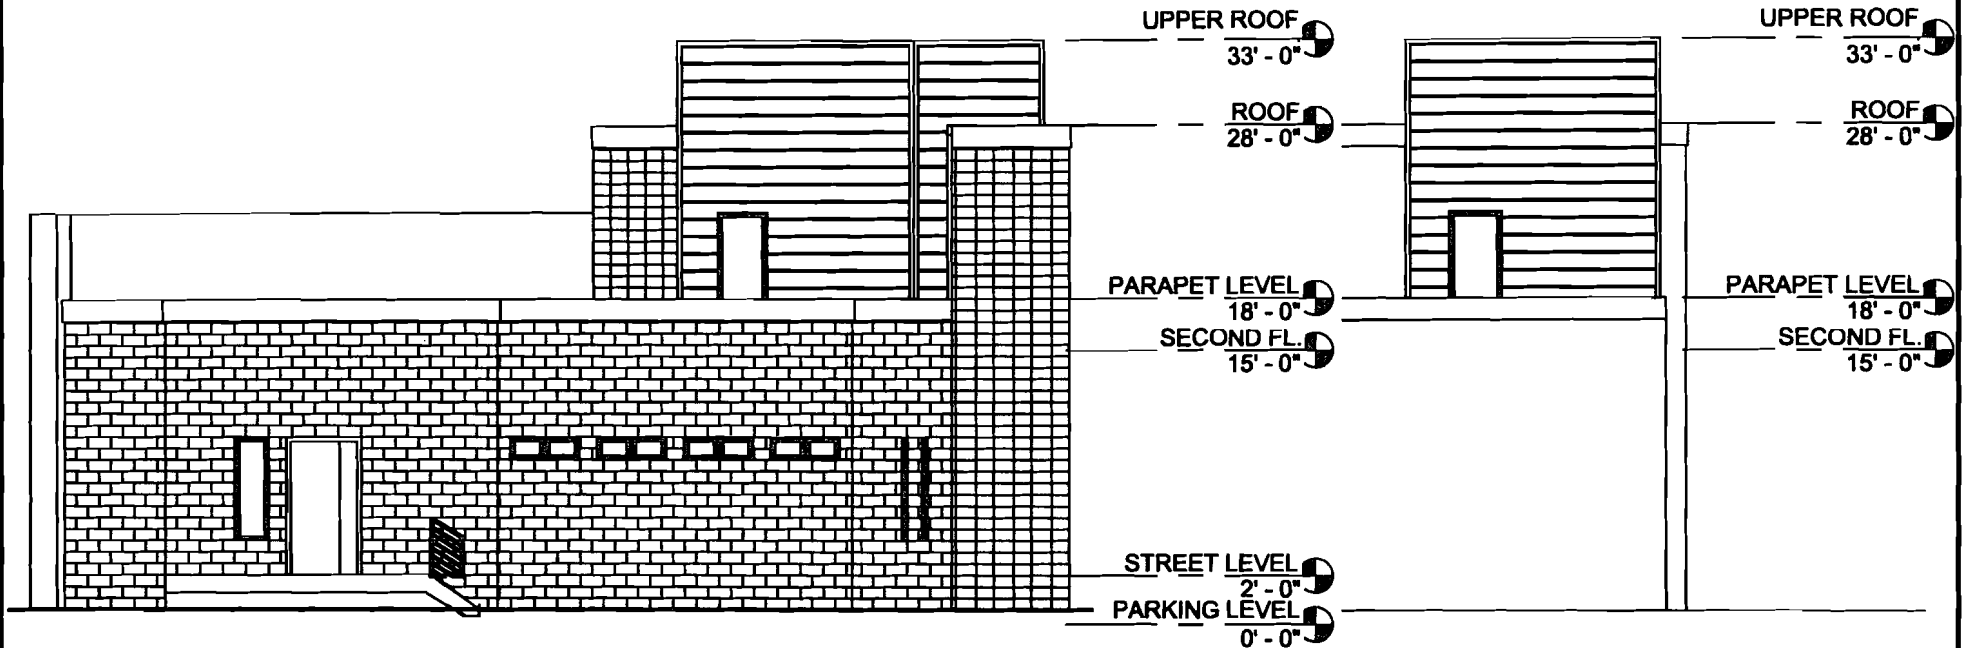 UPPER ROOF
33' - 0"
ROOF
28' - 0"
PARAPET LEVEL
18' - 0"
SECOND FL.
15' - 0"
STREET LEVEL
2' - 0"
PARKING LEVEL
0' - 0"
UPPER ROOF
33' - 0"
ROOF
28' - 0"
PARAPET LEVEL
18' - 0"
SECOND FL.
15' - 0"